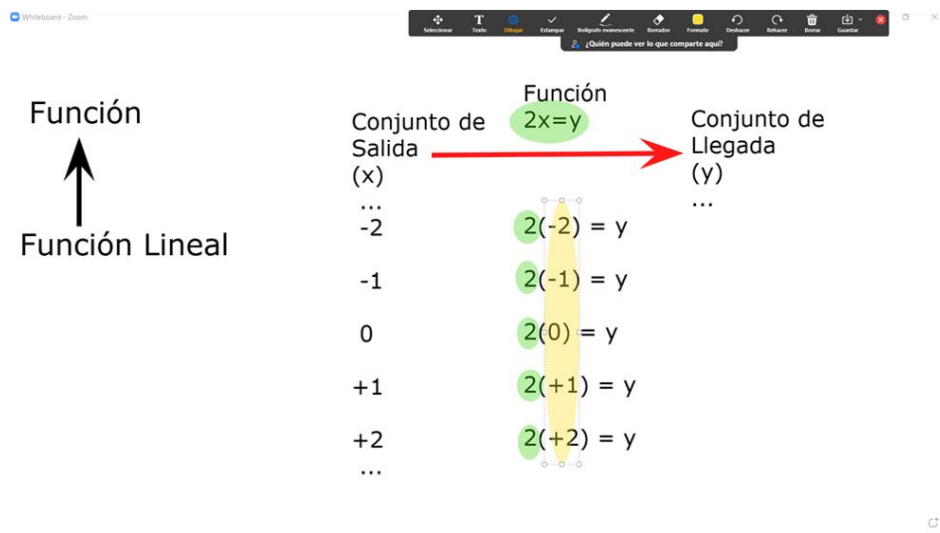 Whiteboard - Zoom
Seleccionar Texto Dibujar Estampar Bolígrafo evanescente Borrador Formato Deshacer Rehacer Borrar Guardar
¿Quién puede ver lo que comparte aquí?
Función
Función Lineal
Conjunto de
Salida
(x)
...
-2
-1
0
+1
+2
...
Función
2x=y
2(-2) = y
2(-1) = y
2(0) = y
2(+1) = y
2(+2) = y
Conjunto de
Llegada
(y)
...